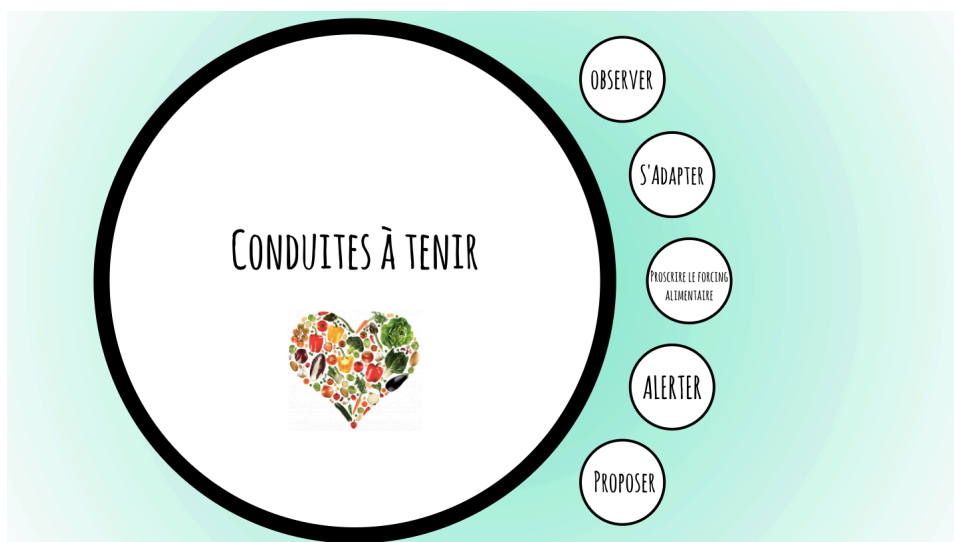 Conduites à tenir
observer
S'Adapter
Proscrire le forcing
alimentaire
alerter
Proposer